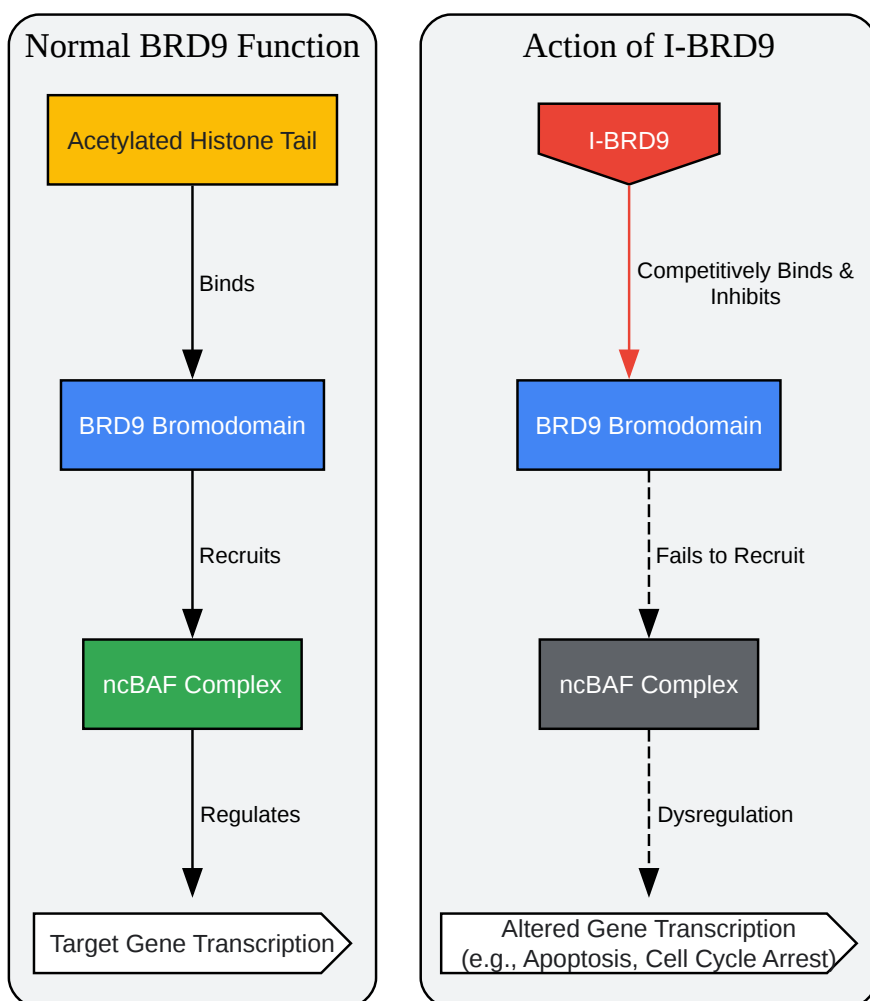 Normal BRD9 Function
Acetylated Histone Tail
Binds
BRD9 Bromodomain
Recruits
ncBAF Complex
Regulates
Target Gene Transcription
Action of I-BRD9
I-BRD9
Competitively Binds &
Inhibits
BRD9 Bromodomain
Fails to Recruit
ncBAF Complex
Dysregulation
Altered Gene Transcription
(e.g., Apoptosis, Cell Cycle Arrest)